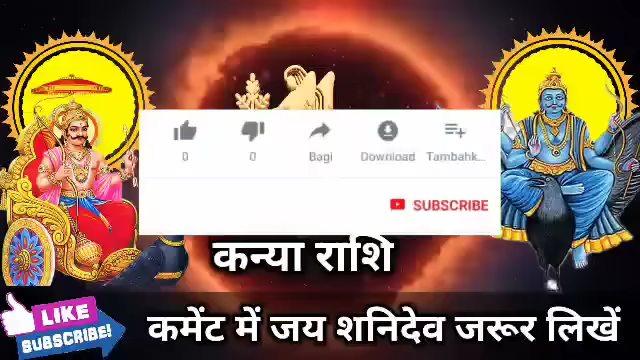 0 0 Bagi Download Tambahk...
SUBSCRIBE
कन्या राशि
LIKE
SUBSCRIBE!
कमेंट में जय शनिदेव जरूर लिखें